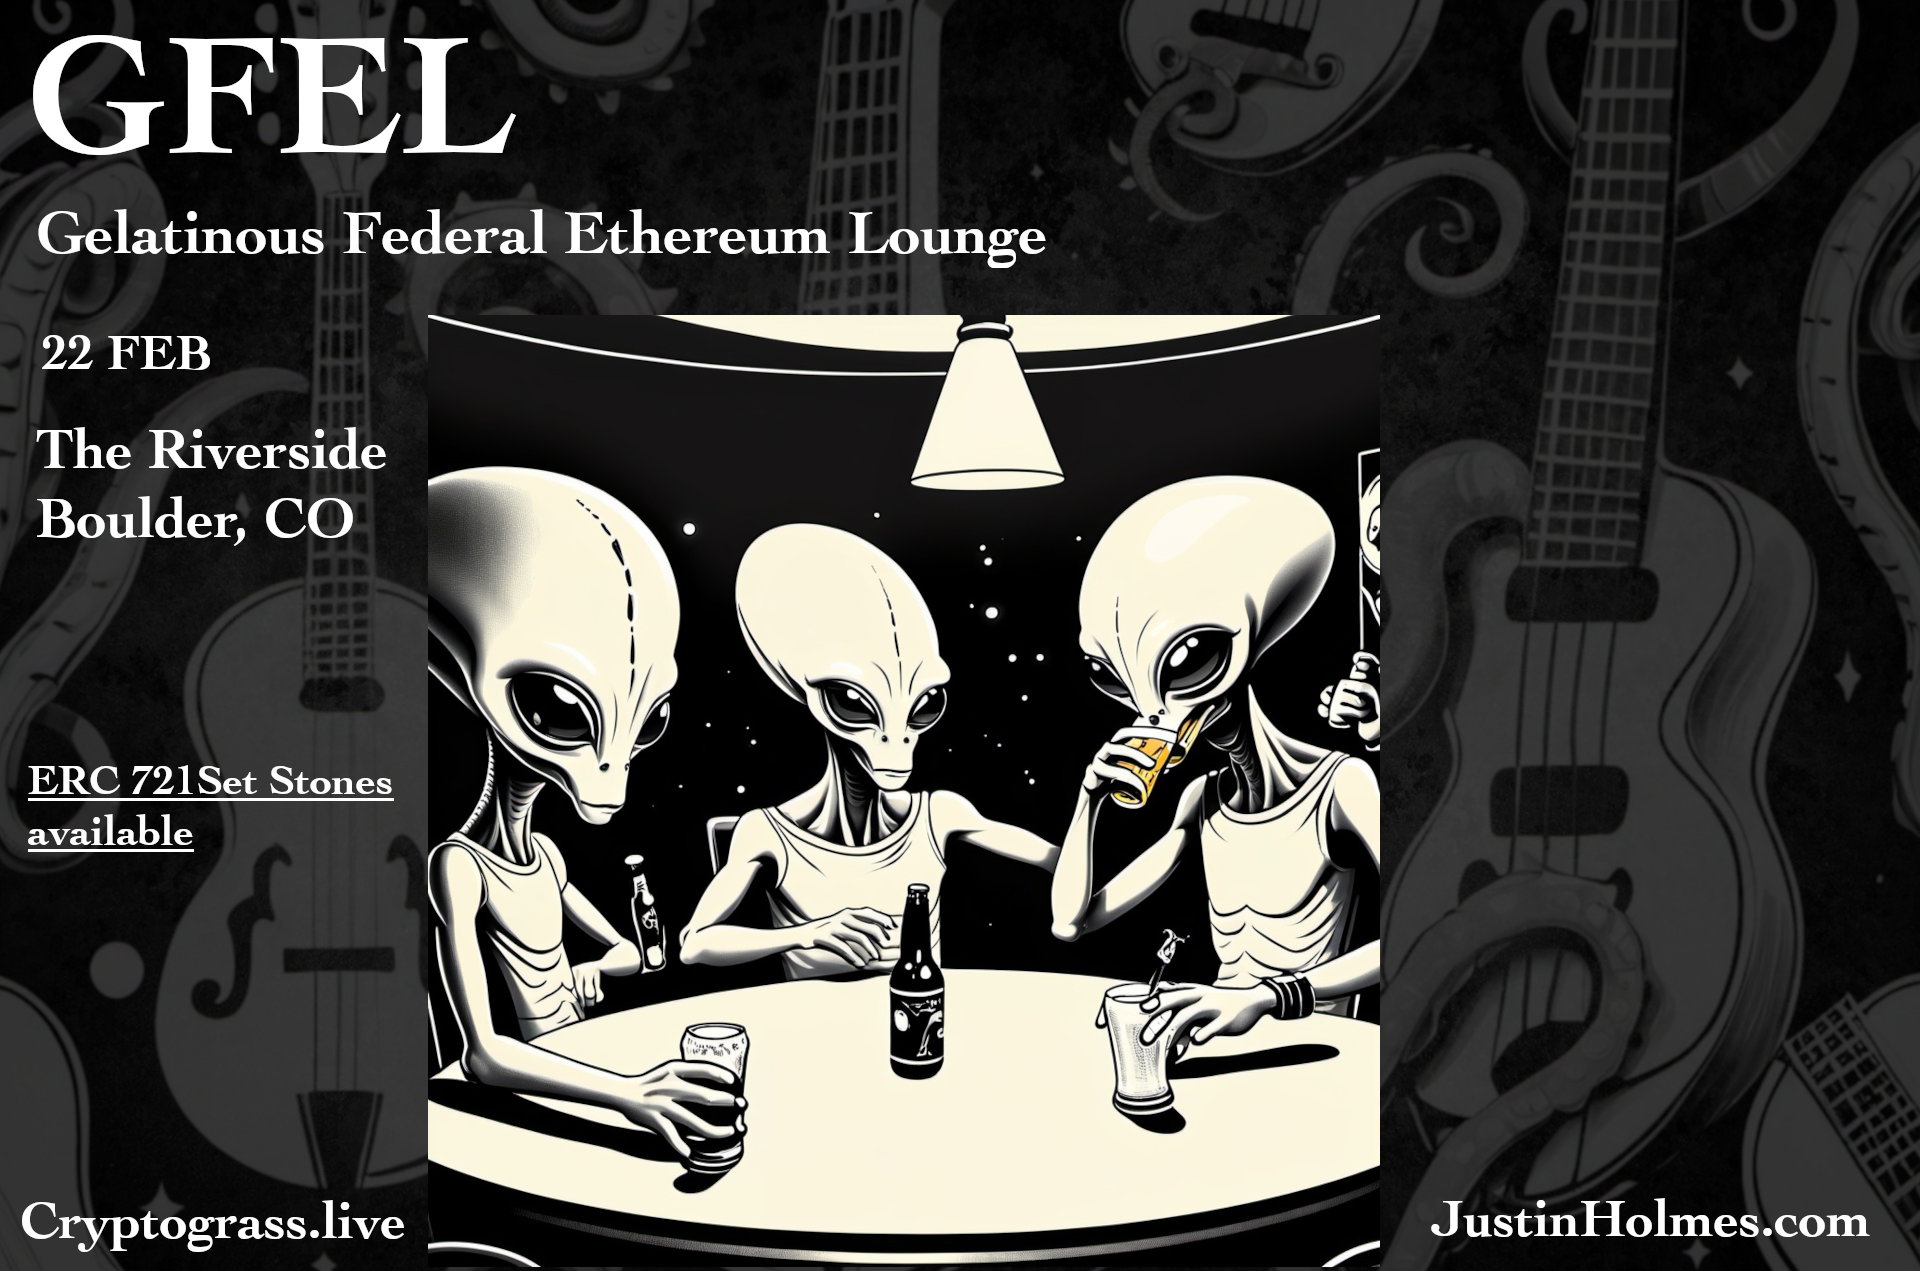 GFEL
Gelatinous Federal Ethereum Lounge
22 FEB
The Riverside
Boulder, CO
ERC 721Set Stones
available
Cryptograss.live
JustinHolmes.com